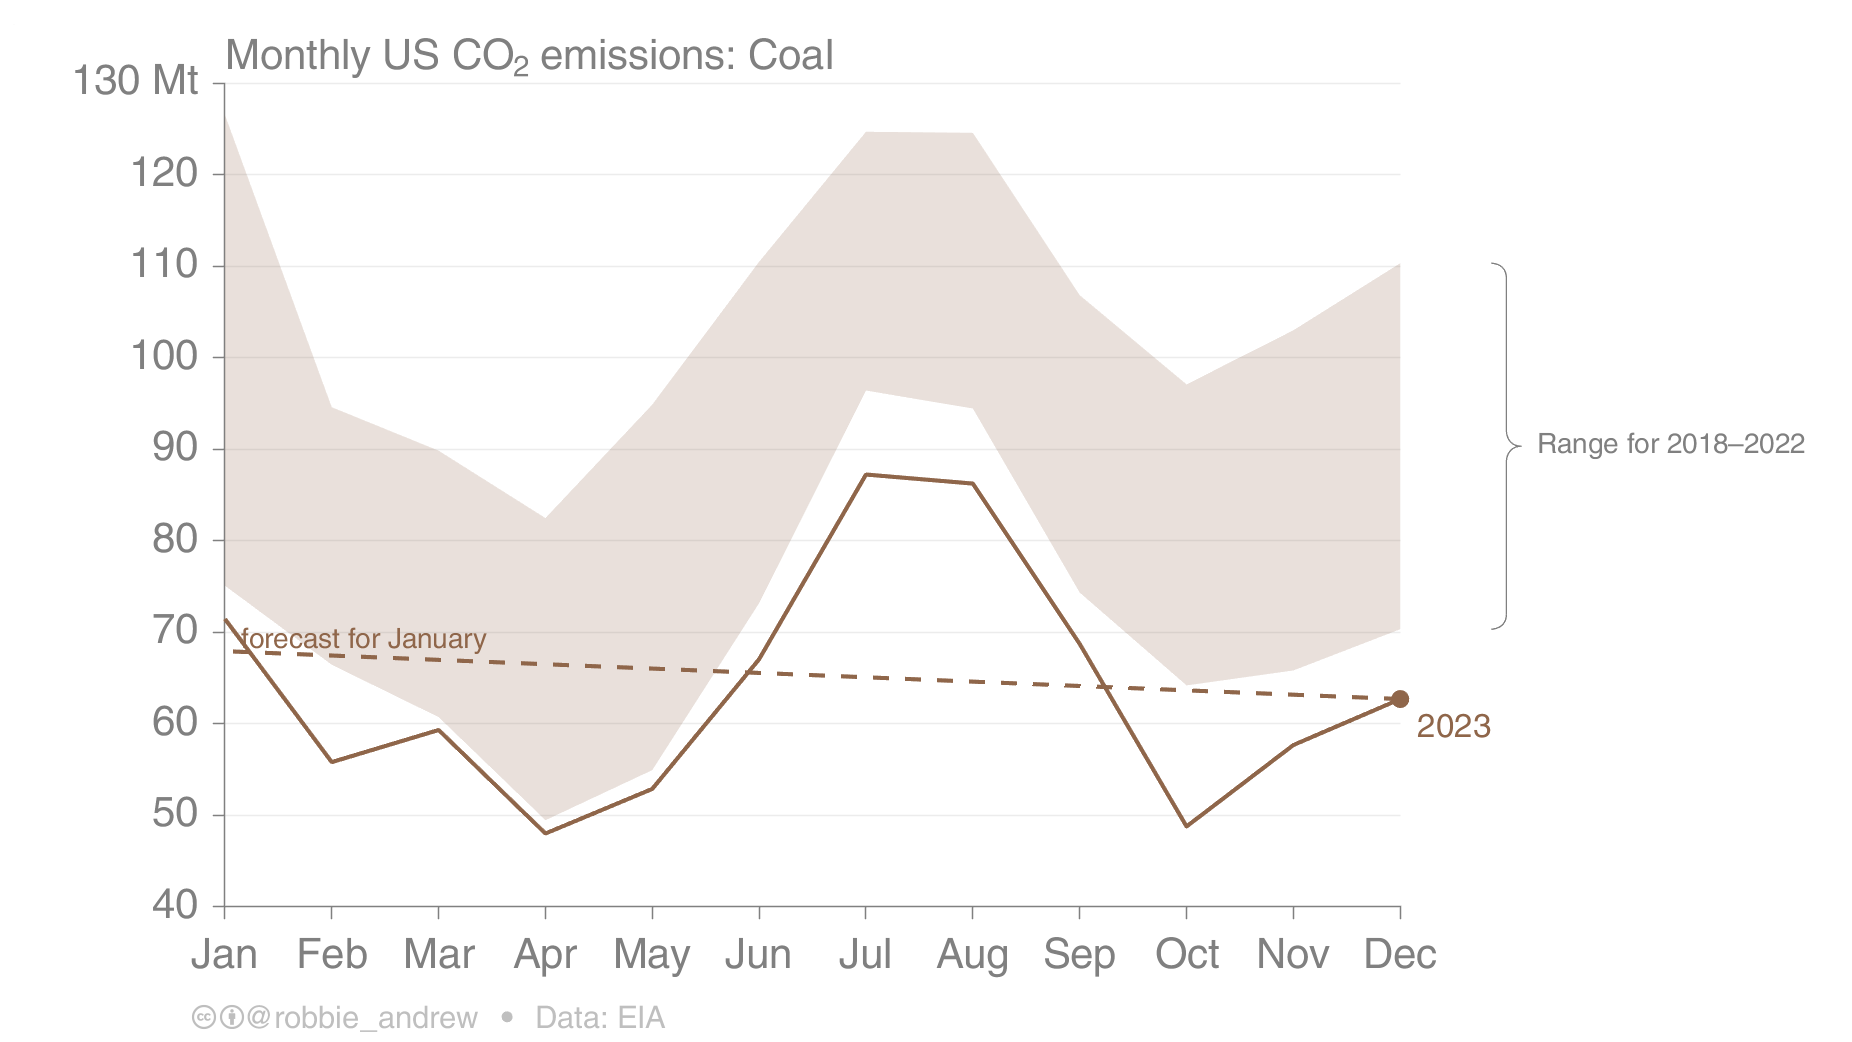 Monthly US CO₂ emissions: Coal
130 Mt
120
110
100
90
80
70
60
50
40
forecast for January
Range for 2018–2022
2023
Jan Feb Mar Apr May Jun Jul Aug Sep Oct Nov Dec
cc @robbie_andrew • Data: EIA